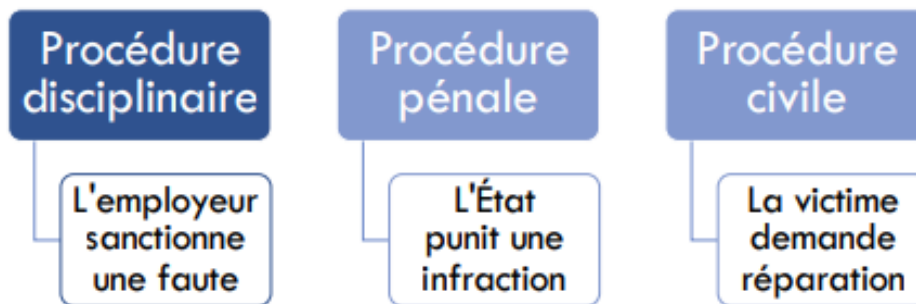 Procédure
disciplinaire
L'employeur
sanctionne
une faute
Procédure
pénale
L'État
punit une
infraction
Procédure
civile
La victime
demande
réparation